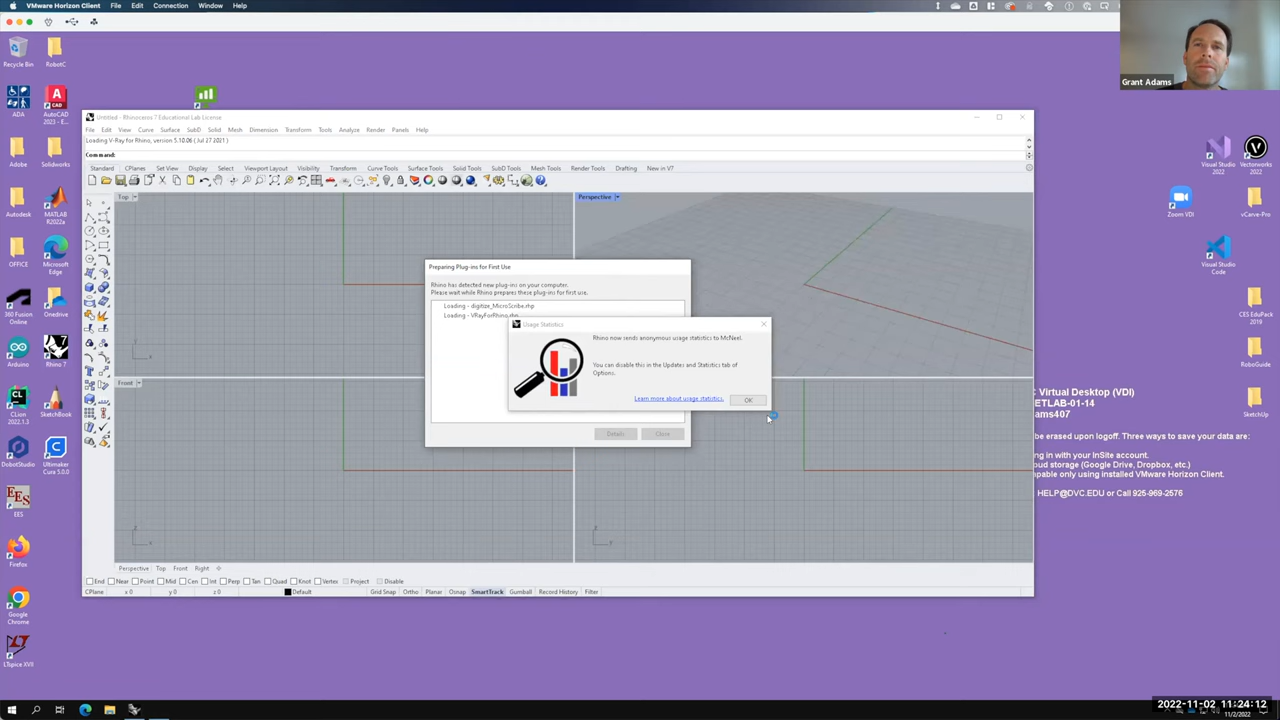 VMware Horizon Client File Edit Connection Window Help
Grant Adams
Recycle Bin
RobotC
ADA
AutoCAD
2023 - E...
Adobe
Solidworks
Autodesk
MATLAB
R2022a
OFFICE
Microsoft
Edge
360 Fusion
Online
Onedrive
Arduino
Rhino 7
CLion
2022.1.3
SketchBook
DobotStudio
Ultimaker
Cura 5.0.0
EES
Firefox
Google
Chrome
LTspice XVII
Untitled - Rhinoceros 7 Educational Lab License
File Edit View Curve Surface SubD Solid Mesh Dimension Transform Tools Analyze Render Panels Help
Loading V-Ray for Rhino, version 5.10.06 ( Jul 27 2021 )
Command:
Standard CPlanes Set View Display Select Viewport Layout Visibility Transform Curve Tools Surface Tools Solid Tools SubD Tools Mesh Tools Render Tools Drafting New in V7
Top
Perspective
Front
Preparing Plug-ins for First Use
Rhino has detected new plug-ins on your computer.
Please wait while Rhino prepares these plug-ins for first use.
Loading - digitize_MicroScribe.rhp
Loading - VRayForRhino.rhp
Usage Statistics
Rhino now sends anonymous usage statistics to McNeel.
You can disable this in the Updates and Statistics tab of
Options.
Learn more about usage statistics.
OK
Details
Close
Perspective Top Front Right
End Near Point Mid Cen Int Perp Tan Quad Knot Vertex Project Disable
CPlane x 0 y 0 z 0 Default Grid Snap Ortho Planar Osnap SmartTrack Gumball Record History Filter
Visual Studio
2022
Vectorworks
Zoom VDI
vCarve-Pro
Visual Studio
Code
CES EduPack
2019
RoboGuide
SketchUp
C Virtual Desktop (VDI)
ETLAB-01-14
ams407
be erased upon logoff. Three ways to save your data are:
ng in with your InSite account.
oud storage (Google Drive, Dropbox, etc.)
apable only using installed VMware Horizon Client.
HELP@DVC.EDU or Call 925-969-2576
2022-11-02 11:24:12
11/2/2022